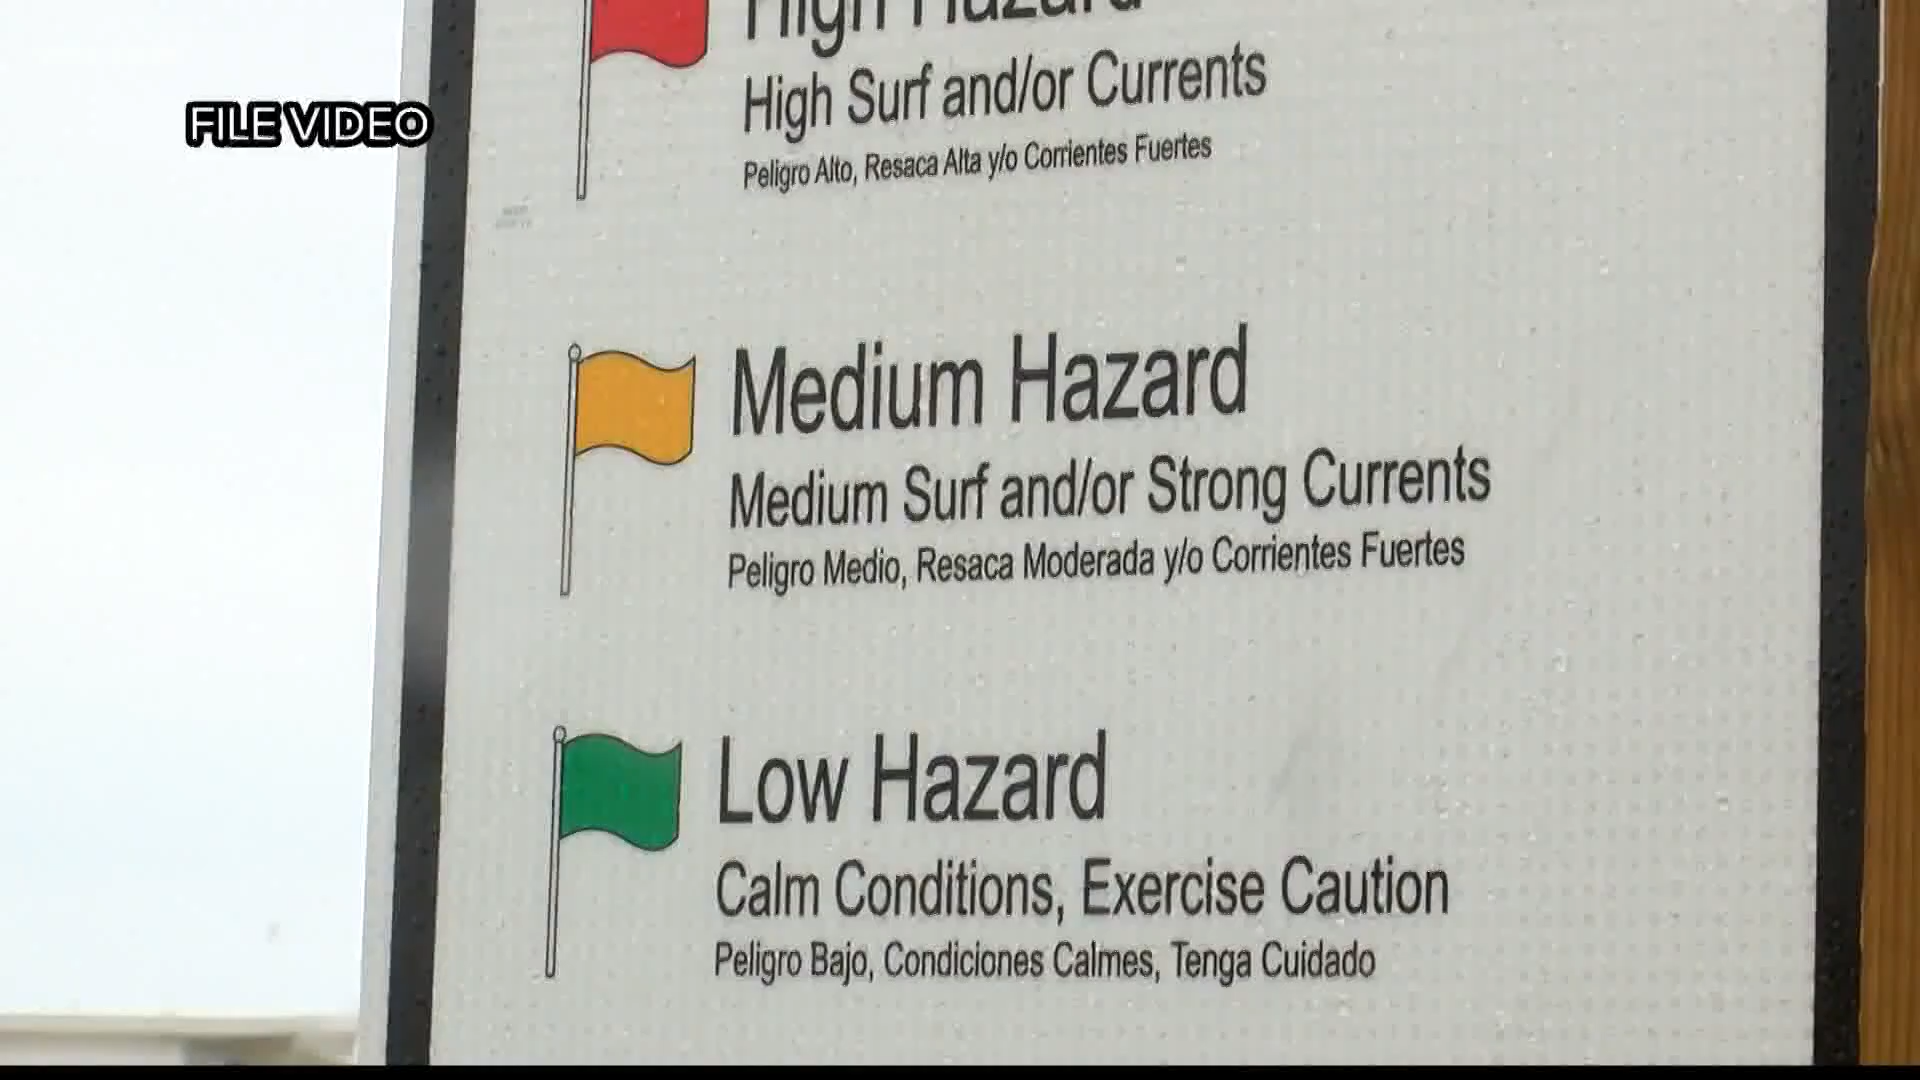 High Hazard
High Surf and/or Currents
FILE VIDEO
Peligro Alto, Resaca Alta y/o Corrientes Fuertes
Medium Hazard
Medium Surf and/or Strong Currents
Peligro Medio, Resaca Moderada y/o Corrientes Fuertes
Low Hazard
Calm Conditions, Exercise Caution
Peligro Bajo, Condiciones Calmes, Tenga Cuidado